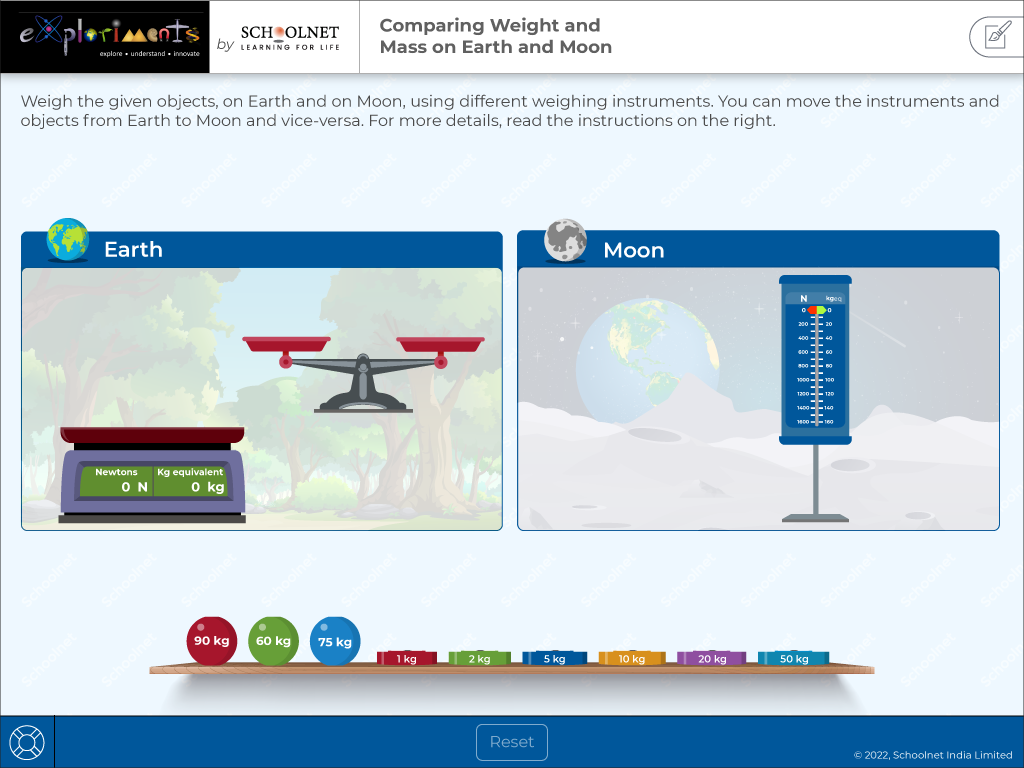 eXploriments
explore • understand • innovate
by SCHOOLNET
LEARNING FOR LIFE
Comparing Weight and
Mass on Earth and Moon
Weigh the given objects, on Earth and on Moon, using different weighing instruments. You can move the instruments and
objects from Earth to Moon and vice-versa. For more details, read the instructions on the right.
Earth
Moon
N kgeq
0 0
200 20
400 40
600 60
800 80
1000 100
1200 120
1400 140
1600 160
Newtons Kg equivalent
0 N 0 kg
90 kg 60 kg 75 kg 1 kg 2 kg 5 kg 10 kg 20 kg 50 kg
Reset
© 2022, Schoolnet India Limited